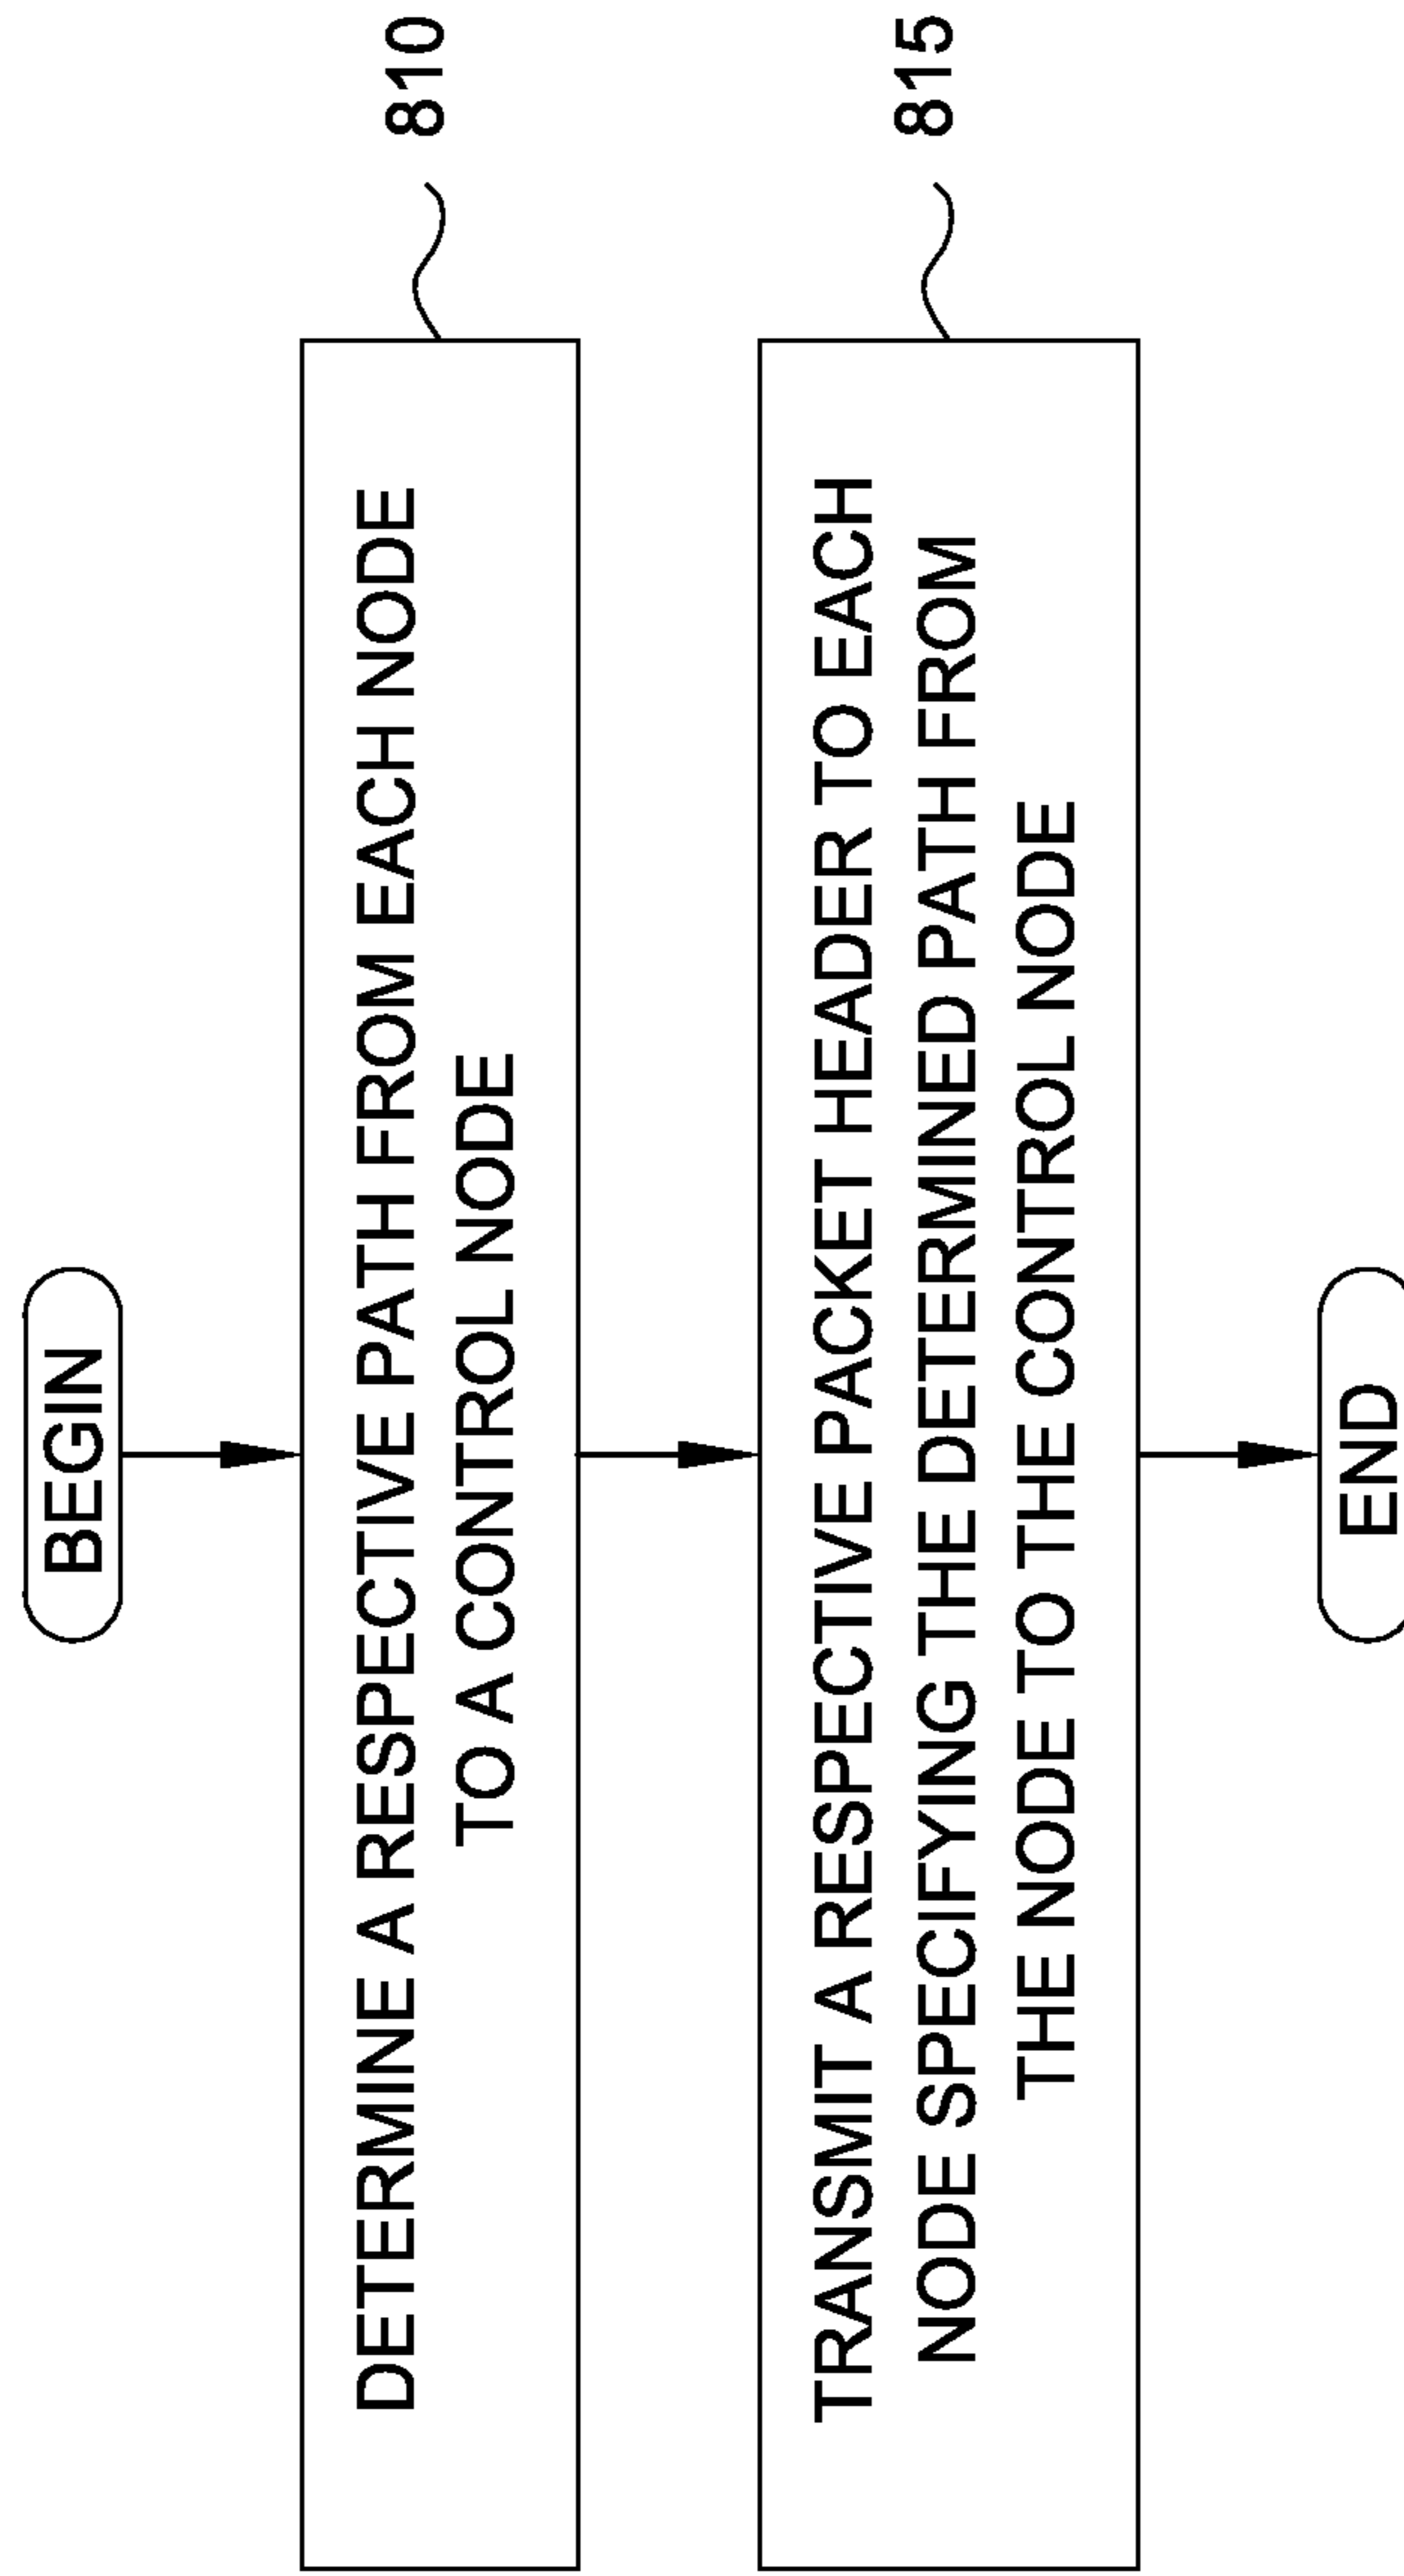 BEGIN
DETERMINE A RESPECTIVE PATH FROM EACH NODE
TO A CONTROL NODE
810
TRANSMIT A RESPECTIVE PACKET HEADER TO EACH
NODE SPECIFYING THE DETERMINED PATH FROM
THE NODE TO THE CONTROL NODE
815
END